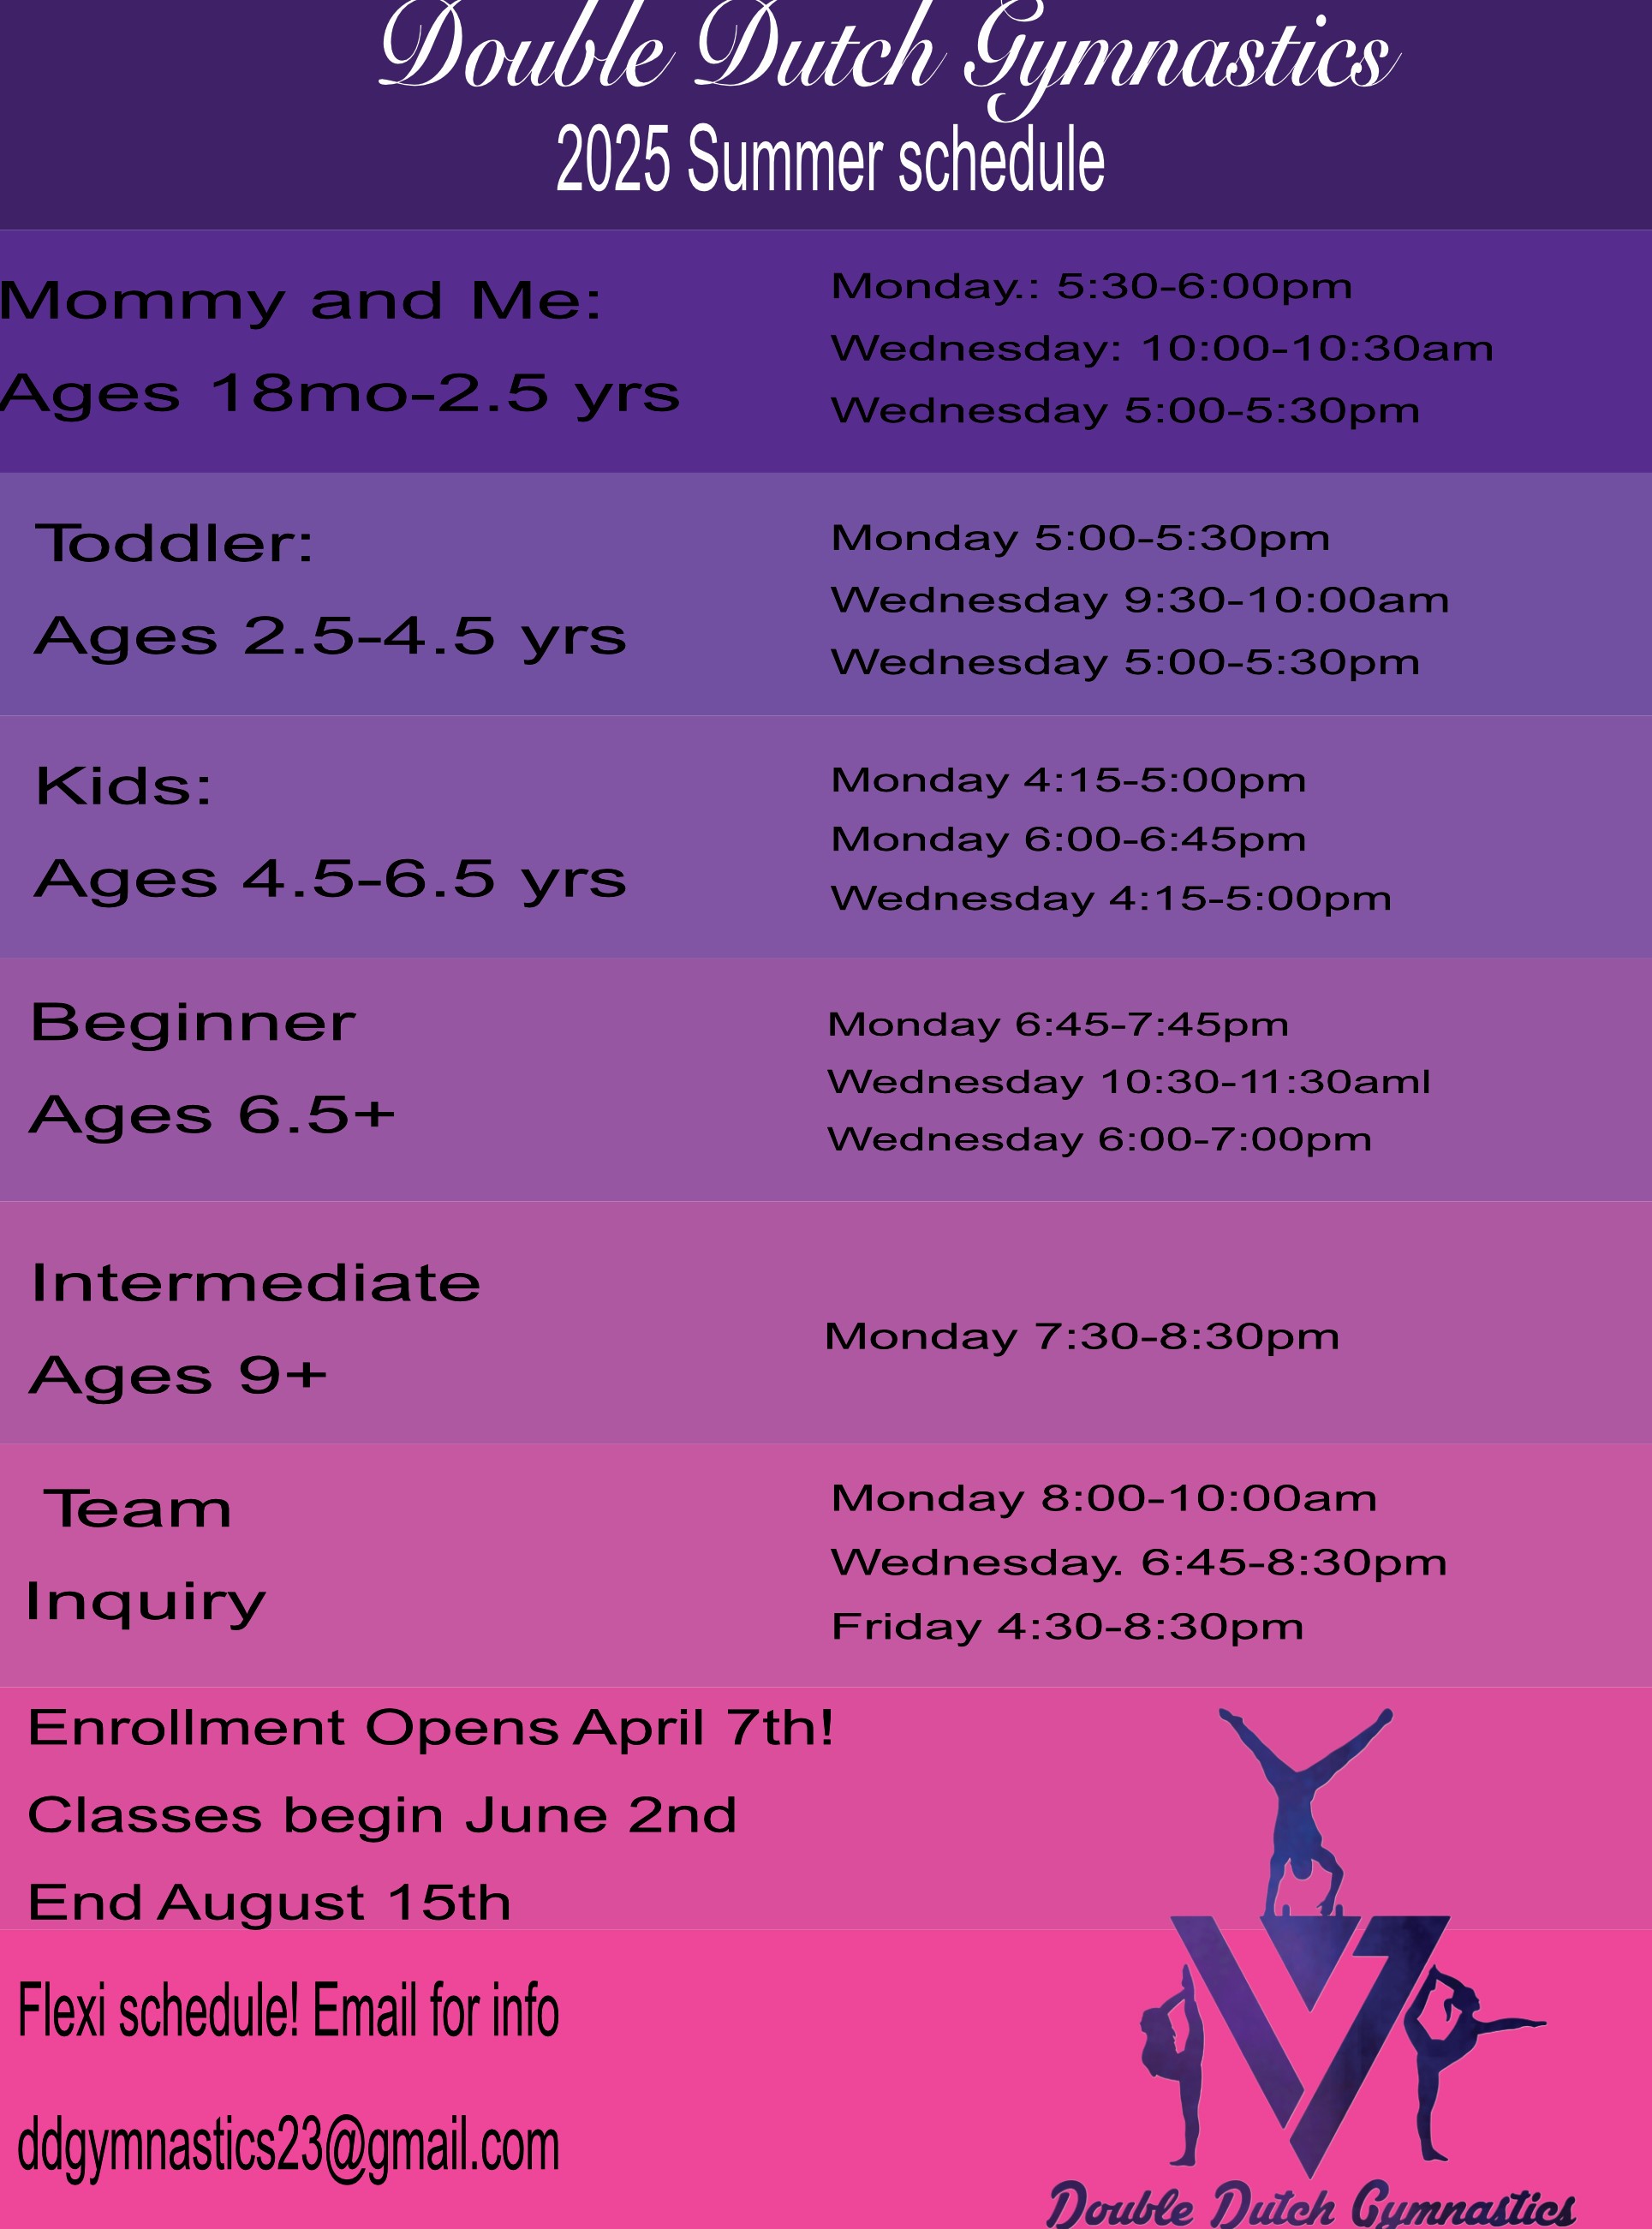 Double Dutch Gymnastics
2025 Summer schedule
Mommy and Me:
Ages 18mo-2.5 yrs
Monday.: 5:30-6:00pm
Wednesday: 10:00-10:30am
Wednesday 5:00-5:30pm
Toddler:
Ages 2.5-4.5 yrs
Monday 5:00-5:30pm
Wednesday 9:30-10:00am
Wednesday 5:00-5:30pm
Kids:
Ages 4.5-6.5 yrs
Monday 4:15-5:00pm
Monday 6:00-6:45pm
Wednesday 4:15-5:00pm
Beginner
Ages 6.5+
Monday 6:45-7:45pm
Wednesday 10:30-11:30aml
Wednesday 6:00-7:00pm
Intermediate
Ages 9+
Monday 7:30-8:30pm
Team
Inquiry
Monday 8:00-10:00am
Wednesday. 6:45-8:30pm
Friday 4:30-8:30pm
Enrollment Opens April 7th!
Classes begin June 2nd
End August 15th
Flexi schedule! Email for info
ddgymnastics23@gmail.com
Double Dutch Gymnastics